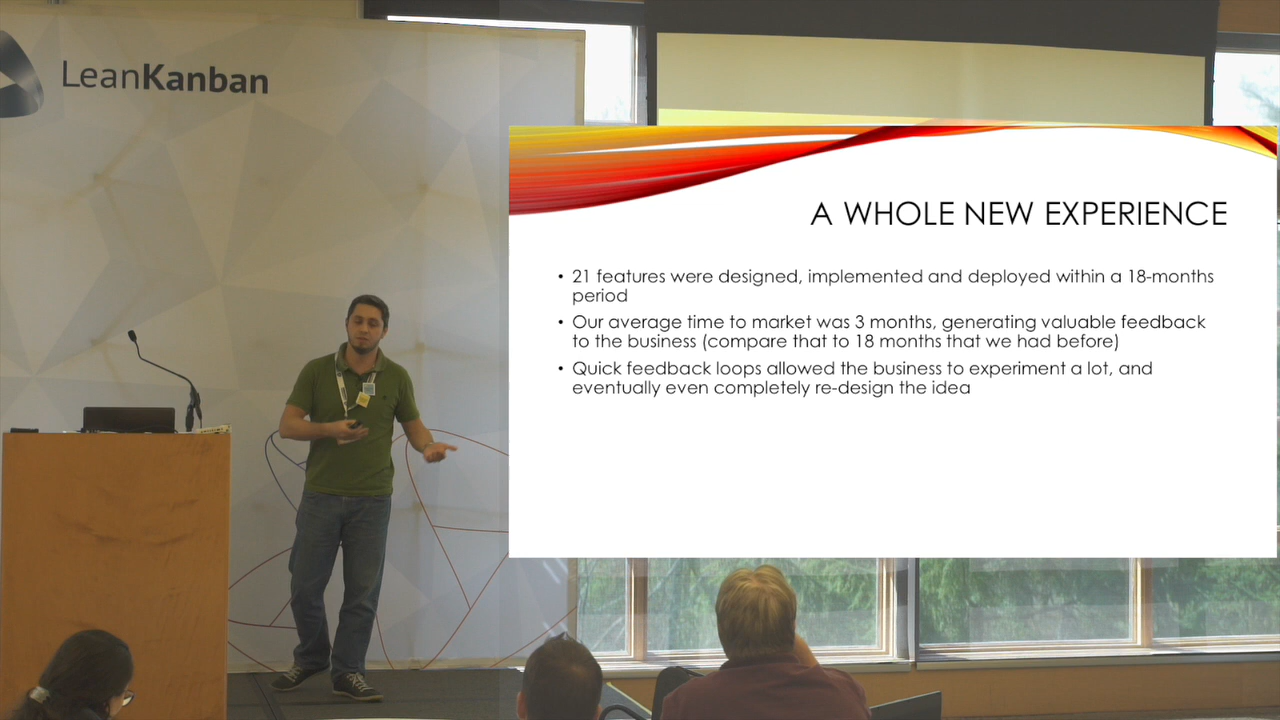 LeanKanban
A WHOLE NEW EXPERIENCE
• 21 features were designed, implemented and deployed within a 18-months
period
• Our average time to market was 3 months, generating valuable feedback
to the business (compare that to 18 months that we had before)
• Quick feedback loops allowed the business to experiment a lot, and
eventually even completely re-design the idea